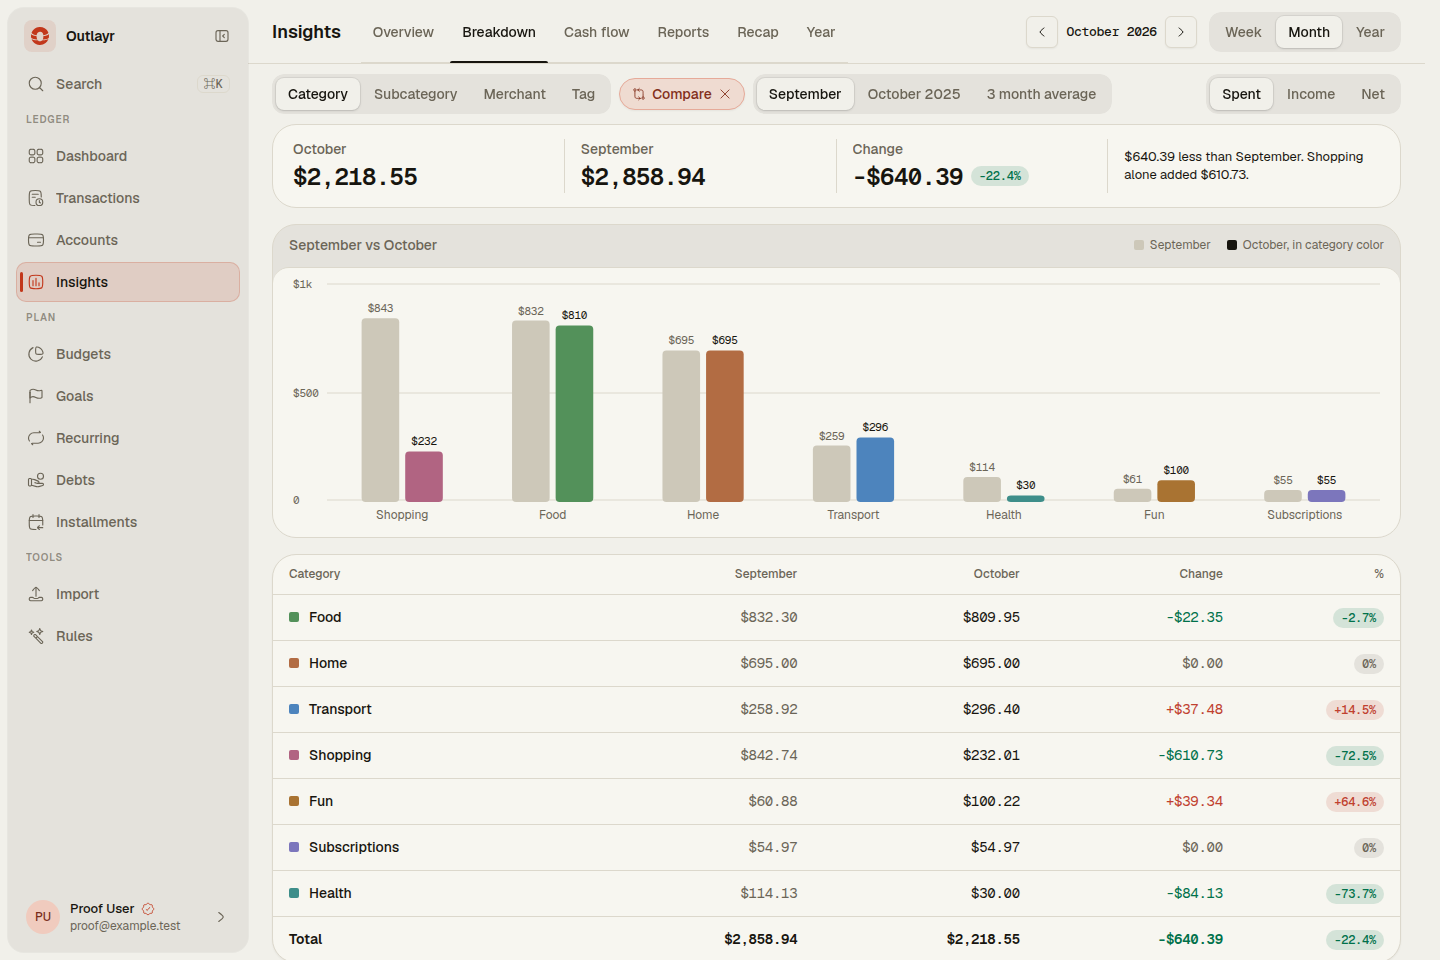 Outlayr
Search
⌘K
LEDGER
Dashboard
Transactions
Accounts
Insights
PLAN
Budgets
Goals
Recurring
Debts
Installments
TOOLS
Import
Rules
PU
Proof User
proof@example.test
Insights
Overview
Breakdown
Cash flow
Reports
Recap
Year
October 2026
Week
Month
Year
Category
Subcategory
Merchant
Tag
Compare
September
October 2025
3 month average
Spent
Income
Net
October
$2,218.55
September
$2,858.94
Change
-$640.39
-22.4%
$640.39 less than September. Shopping
alone added $610.73.
September vs October
September
October, in category color
$1k
$500
0
$843
$232
$832
$810
$695
$695
$259
$296
$114
$30
$61
$100
$55
$55
Shopping
Food
Home
Transport
Health
Fun
Subscriptions
Category September October Change %
Food $832.30 $809.95 -$22.35 -2.7%
Home $695.00 $695.00 $0.00 0%
Transport $258.92 $296.40 +$37.48 +14.5%
Shopping $842.74 $232.01 -$610.73 -72.5%
Fun $60.88 $100.22 +$39.34 +64.6%
Subscriptions $54.97 $54.97 $0.00 0%
Health $114.13 $30.00 -$84.13 -73.7%
Total $2,858.94 $2,218.55 -$640.39 -22.4%